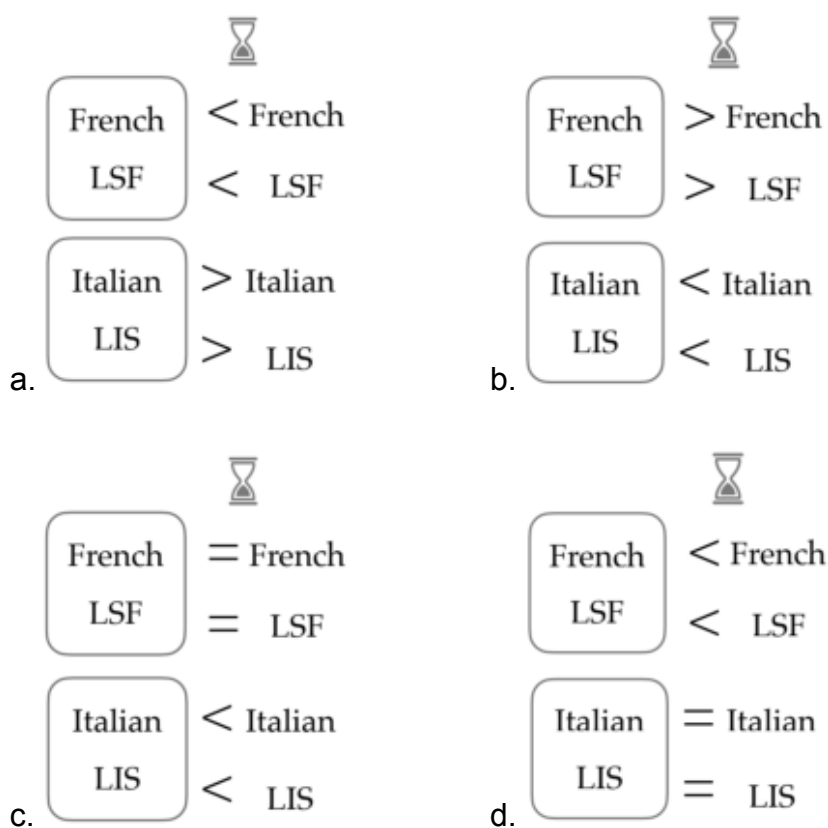 French < French
LSF < LSF
Italian > Italian
LIS > LIS
a.
French > French
LSF > LSF
Italian < Italian
LIS < LIS
b.
French = French
LSF = LSF
Italian < Italian
LIS < LIS
c.
French < French
LSF < LSF
Italian = Italian
LIS = LIS
d.